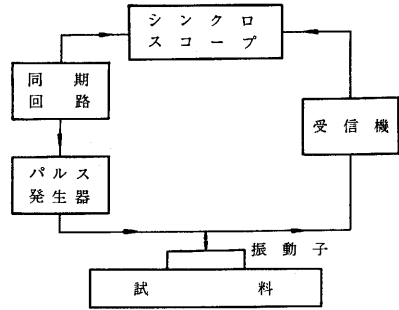 シンクロ
スコープ
同期
回路
受信機
パルス
発生器
振動子
試料